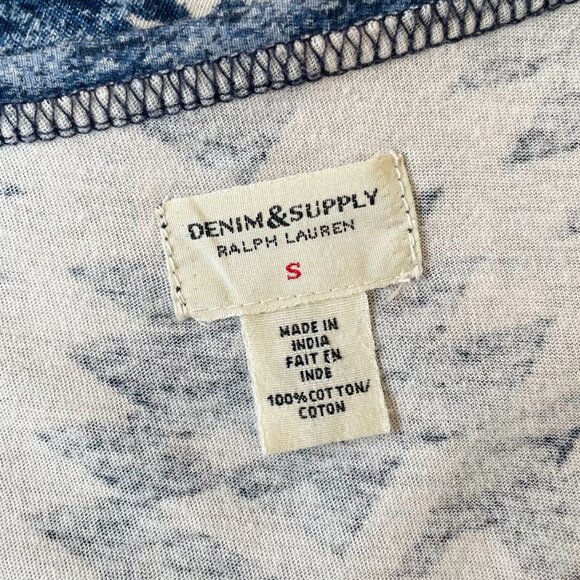 DENIM&SUPPLY
RALPH LAUREN
S
MADE IN
INDIA
FAIT EN
INDE
100%COTTON/
COTON